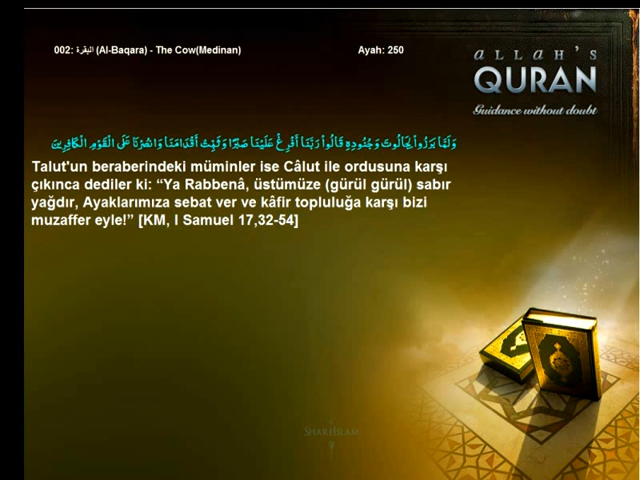 002: البقرة (Al-Baqara) - The Cow(Medinan) Ayah: 250
ALLAH'S
QURAN
Guidance without doubt
وَلَمَّا بَرَزُواْ لِجَالُوتَ وَجُنُودِهِ قَالُواْ رَبَّنَا أَفْرِغْ عَلَيْنَا صَبْرًا وَثَبِّتْ أَقْدَامَنَا وَانصُرْنَا عَلَى الْقَوْمِ الْكَافِرِينَ
Talut'un beraberindeki müminler ise Câlut ile ordusuna karşı
çıkınca dediler ki: “Ya Rabbenâ, üstümüze (gürül gürül) sabır
yağdır, Ayaklarımıza sebat ver ve kâfir topluluğa karşı bizi
muzaffer eyle!” [KM, I Samuel 17,32-54]
SHAREISLAM